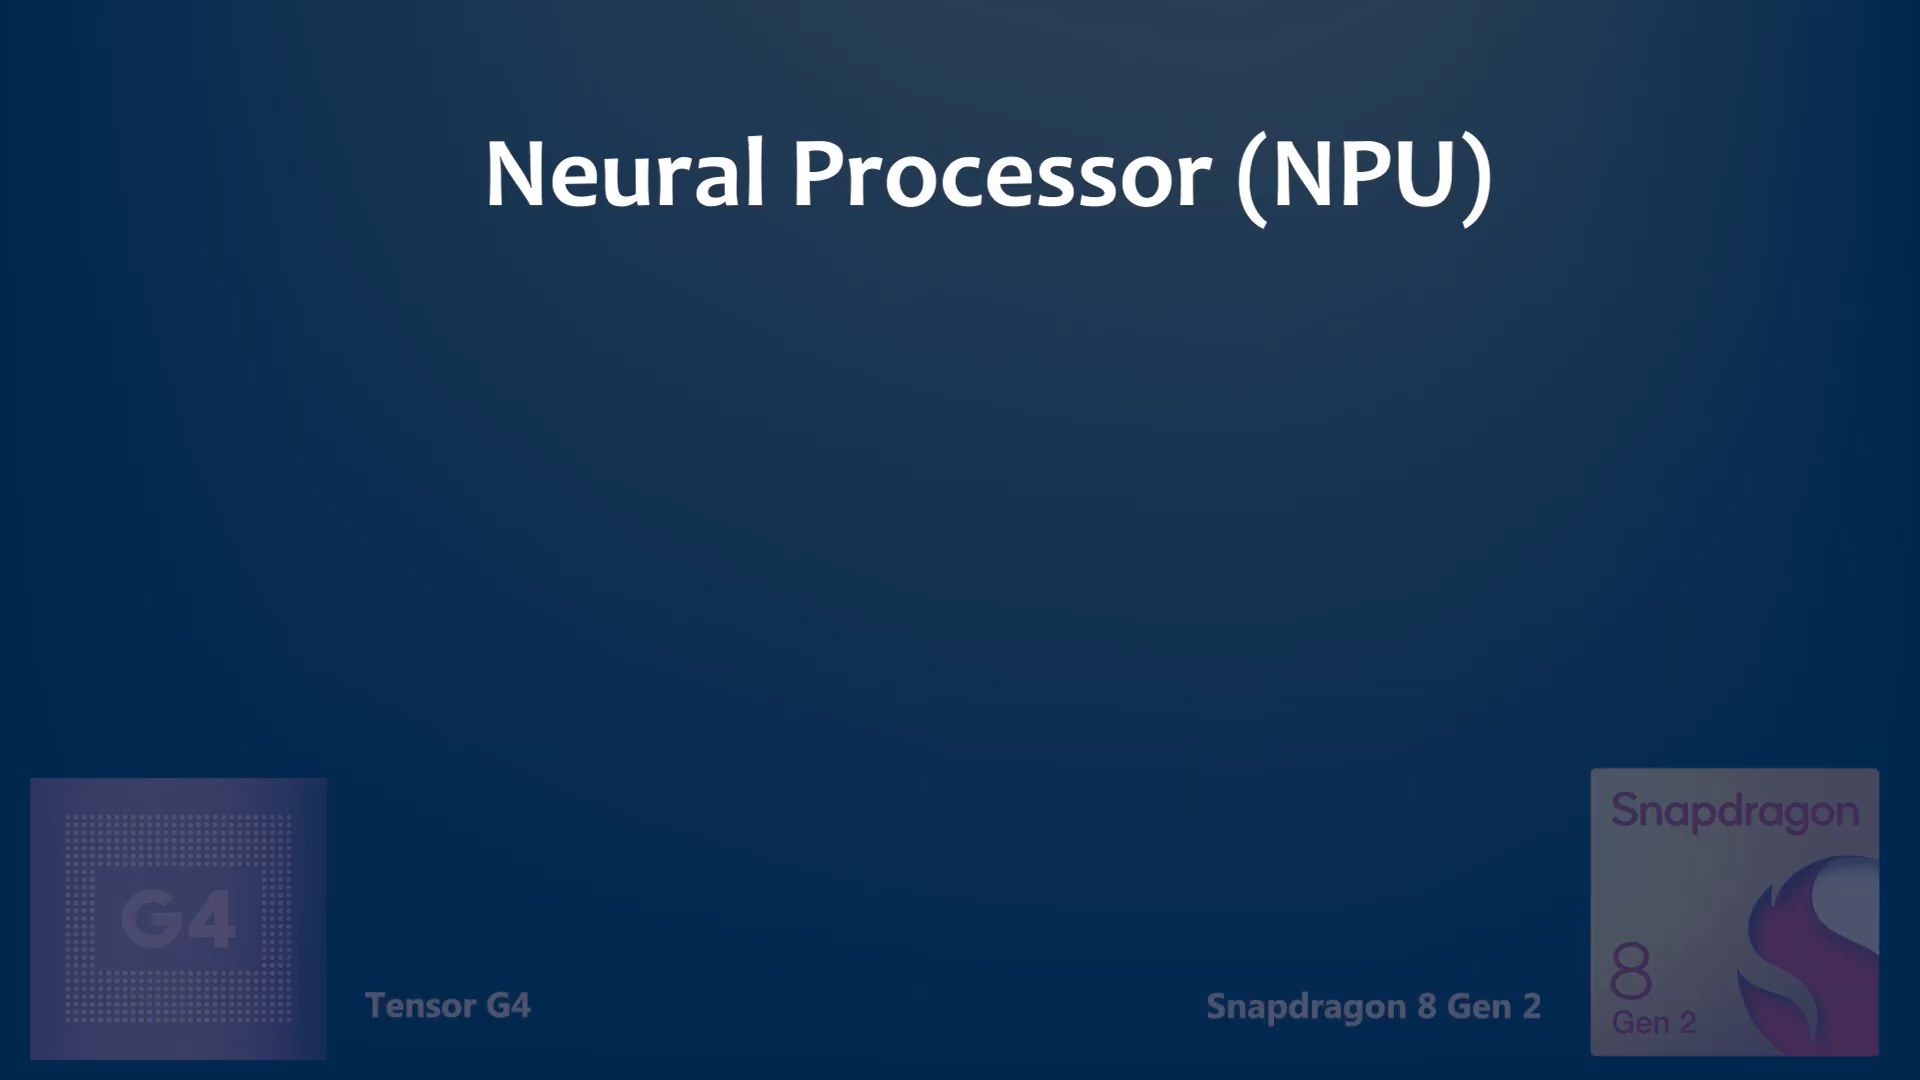 Neural Processor (NPU)
G4
Tensor G4
Snapdragon 8 Gen 2
Snapdragon
8
Gen 2